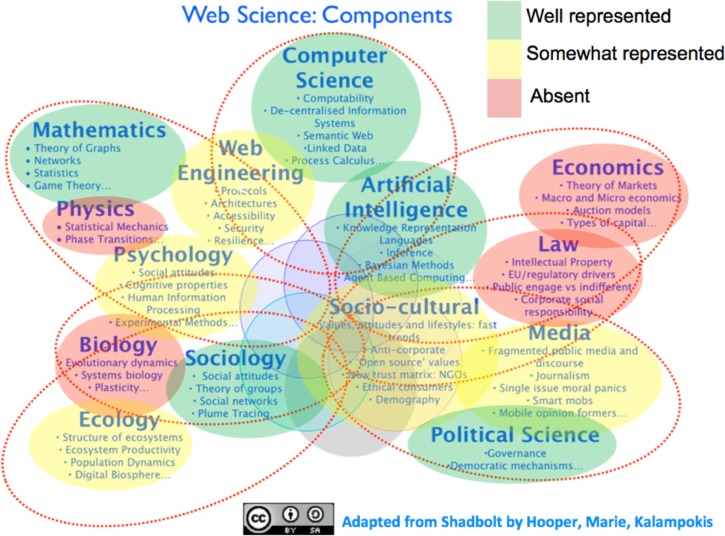 Web Science: Components
Well represented
Somewhat represented
Absent
Computer
Science
• Computability
• De-centralised Information
Systems
• Semantic Web
• Linked Data
• Process Calculus...
Mathematics
• Theory of Graphs
• Networks
• Statistics
• Game Theory...
Web
Engineering
• Protocols
• Architectures
• Accessibility
• Security
• Resilience...
Artificial
Intelligence
• Knowledge Representation
Languages
• Inference
• Bayesian Methods
• Agent Based Computing...
Economics
• Theory of Markets
• Macro and Micro economics
• Auction models
• Types of capital...
Physics
• Statistical Mechanics
• Phase Transitions...
Law
• Intellectual Property
• EU/regulatory drivers
• Public engage vs indifferent
• Corporate social
responsibility...
Psychology
• Social attitudes
• Cognitive properties
• Human Information
Processing
• Experimental Methods...
Socio-cultural
Values, attitudes and lifestyles: fast
trends
• Anti-corporate
• 'Open source' values
• New trust matrix: NGOs
• Ethical consumers
• Demography
Media
• Fragmented public media and
discourse
• Journalism
• Single issue moral panics
• Smart mobs
• Mobile opinion formers...
Biology
• Evolutionary dynamics
• Systems biology
• Plasticity...
Sociology
• Social attitudes
• Theory of groups
• Social networks
• Plume Tracing...
Ecology
• Structure of ecosystems
• Ecosystem Productivity
• Population Dynamics
• Digital Biosphere...
Political Science
• Governance
• Democratic mechanisms...
cc BY SA
Adapted from Shadbolt by Hooper, Marie, Kalampokis